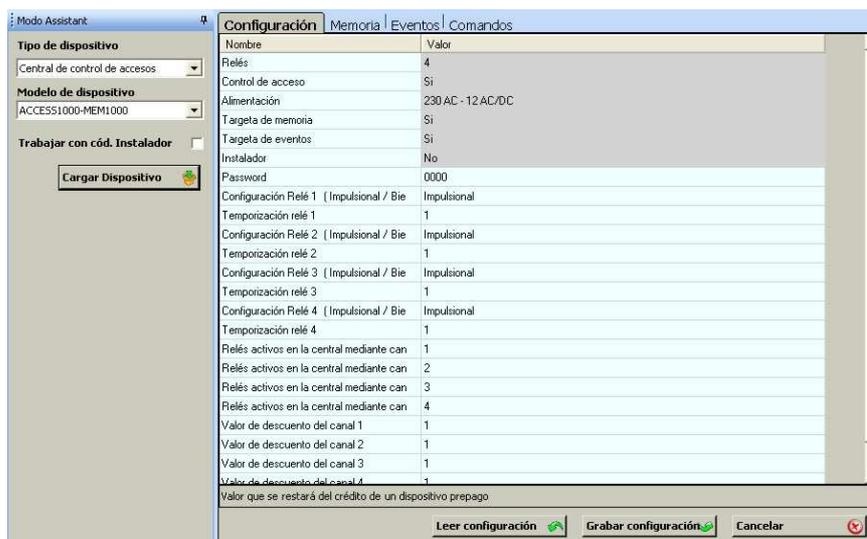 Modo Assistant
Tipo de dispositivo
Central de control de accesos
Modelo de dispositivo
ACCESS1000-MEM1000
Trabajar con cód. Instalador
Cargar Dispositivo
Configuración Memoria Eventos Comandos
Nombre Valor
Relés 4
Control de acceso Si
Alimentación 230 AC - 12 AC/DC
Targeta de memoria Si
Targeta de eventos Si
Instalador No
Password 0000
Configuración Relé 1 ( Impulsional / Bie Impulsional
Temporización relé 1 1
Configuración Relé 2 ( Impulsional / Bie Impulsional
Temporización relé 2 1
Configuración Relé 3 ( Impulsional / Bie Impulsional
Temporización relé 3 1
Configuración Relé 4 ( Impulsional / Bie Impulsional
Temporización relé 4 1
Relés activos en la central mediante can 1
Relés activos en la central mediante can 2
Relés activos en la central mediante can 3
Relés activos en la central mediante can 4
Valor de descuento del canal 1 1
Valor de descuento del canal 2 1
Valor de descuento del canal 3 1
Valor de descuento del canal 4 1
Valor que se restará del crédito de un dispositivo prepago
Leer configuración Grabar configuración Cancelar